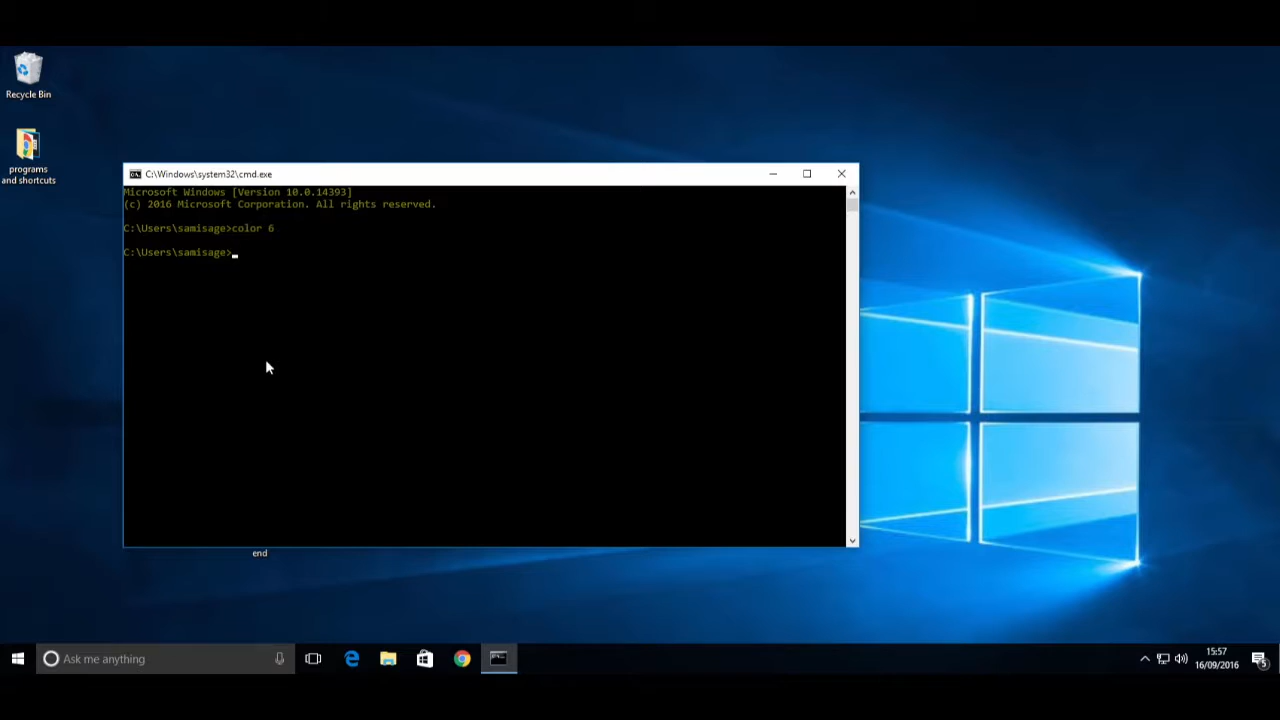 Recycle Bin
programs
and shortcuts
C:\Windows\system32\cmd.exe
Microsoft Windows [Version 10.0.14393]
(c) 2016 Microsoft Corporation. All rights reserved.
C:\Users\samisage>color 6
C:\Users\samisage>
end
Ask me anything
15:57
16/09/2016
5